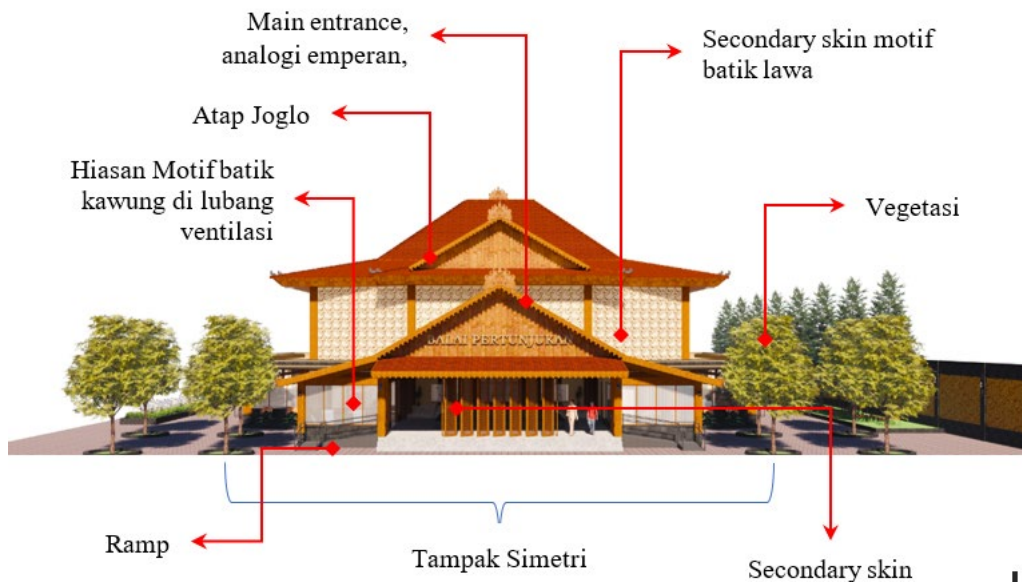 Main entrance,
analogi emperan,
Secondary skin motif
batik lawa
Atap Joglo
Hiasan Motif batik
kawung di lubang
ventilasi
Vegetasi
BALAI PERTUNJUKAN
Ramp
Tampak Simetri
Secondary skin